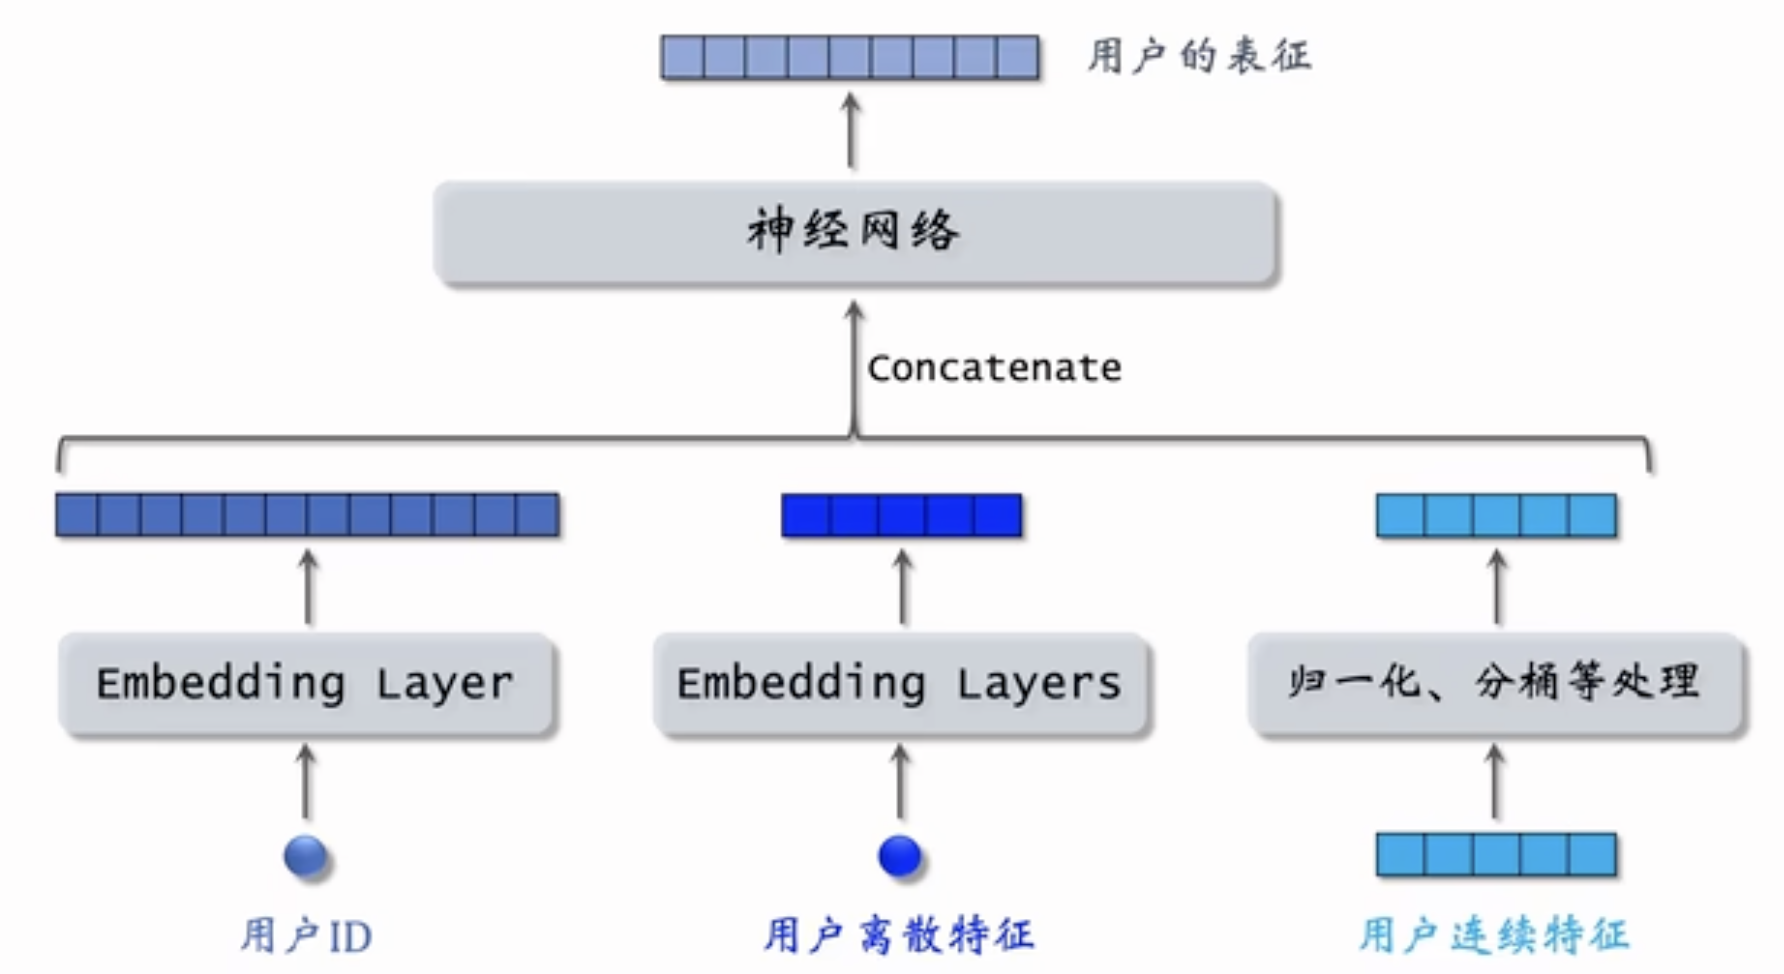 用户的表征
神经网络
Concatenate
Embedding Layer
Embedding Layers
归一化、分桶等处理
用户ID
用户离散特征
用户连续特征